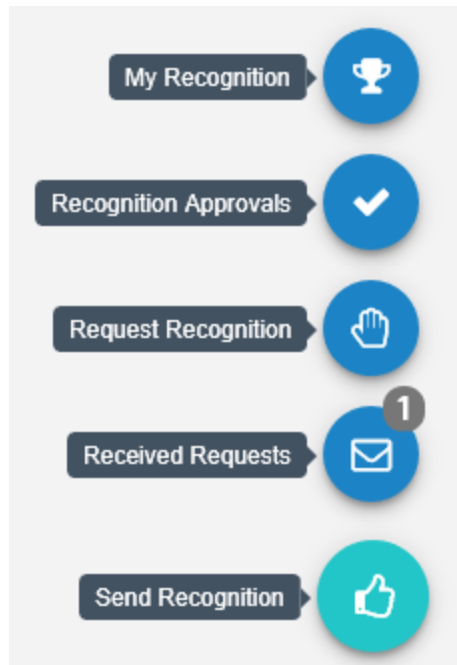 My Recognition
Recognition Approvals
Request Recognition
1
Received Requests
Send Recognition